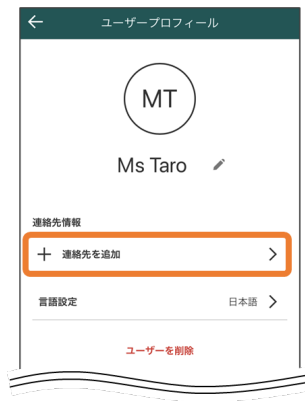 ユーザープロフィール
MT
Ms Taro
連絡先情報
連絡先を追加
言語設定 日本語
ユーザーを削除